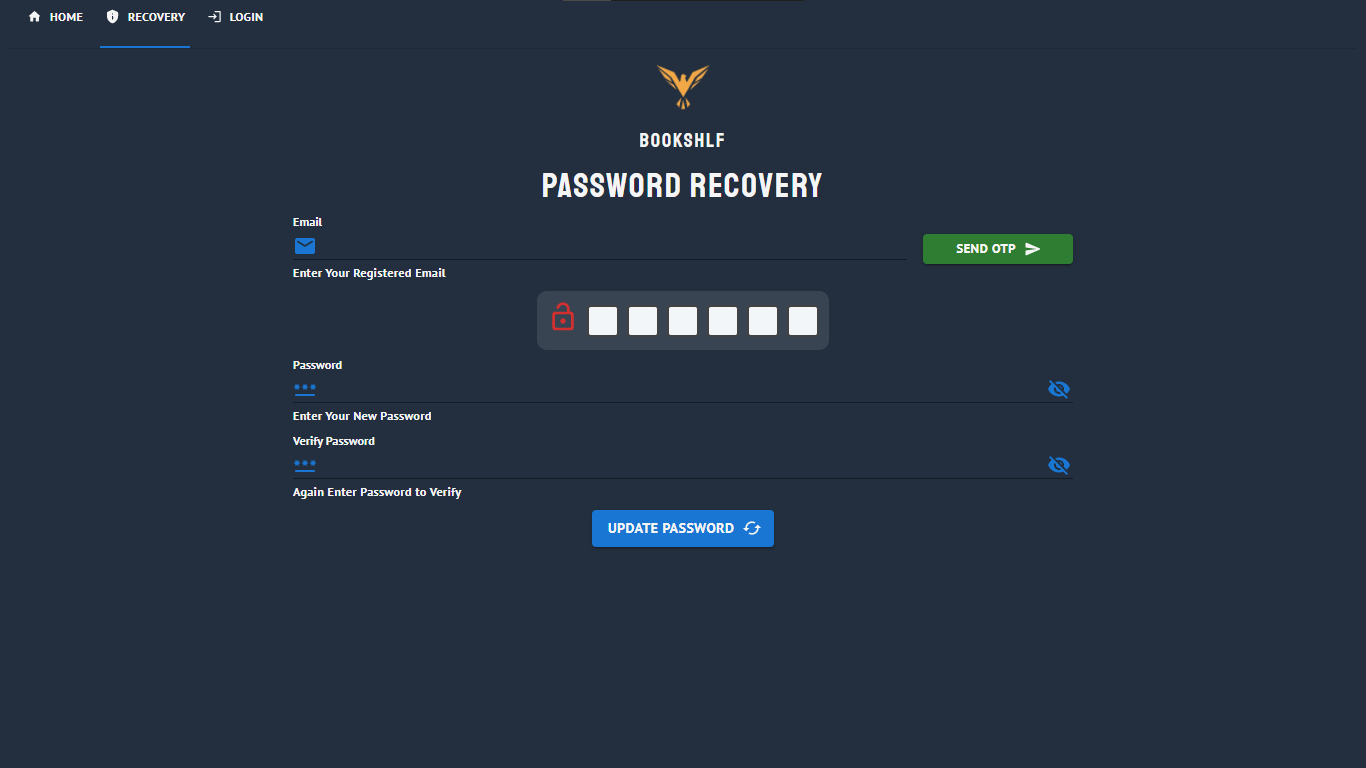 HOME RECOVERY LOGIN
BOOKSHLF
PASSWORD RECOVERY
Email
SEND OTP
Enter Your Registered Email
Password
Enter Your New Password
Verify Password
Again Enter Password to Verify
UPDATE PASSWORD